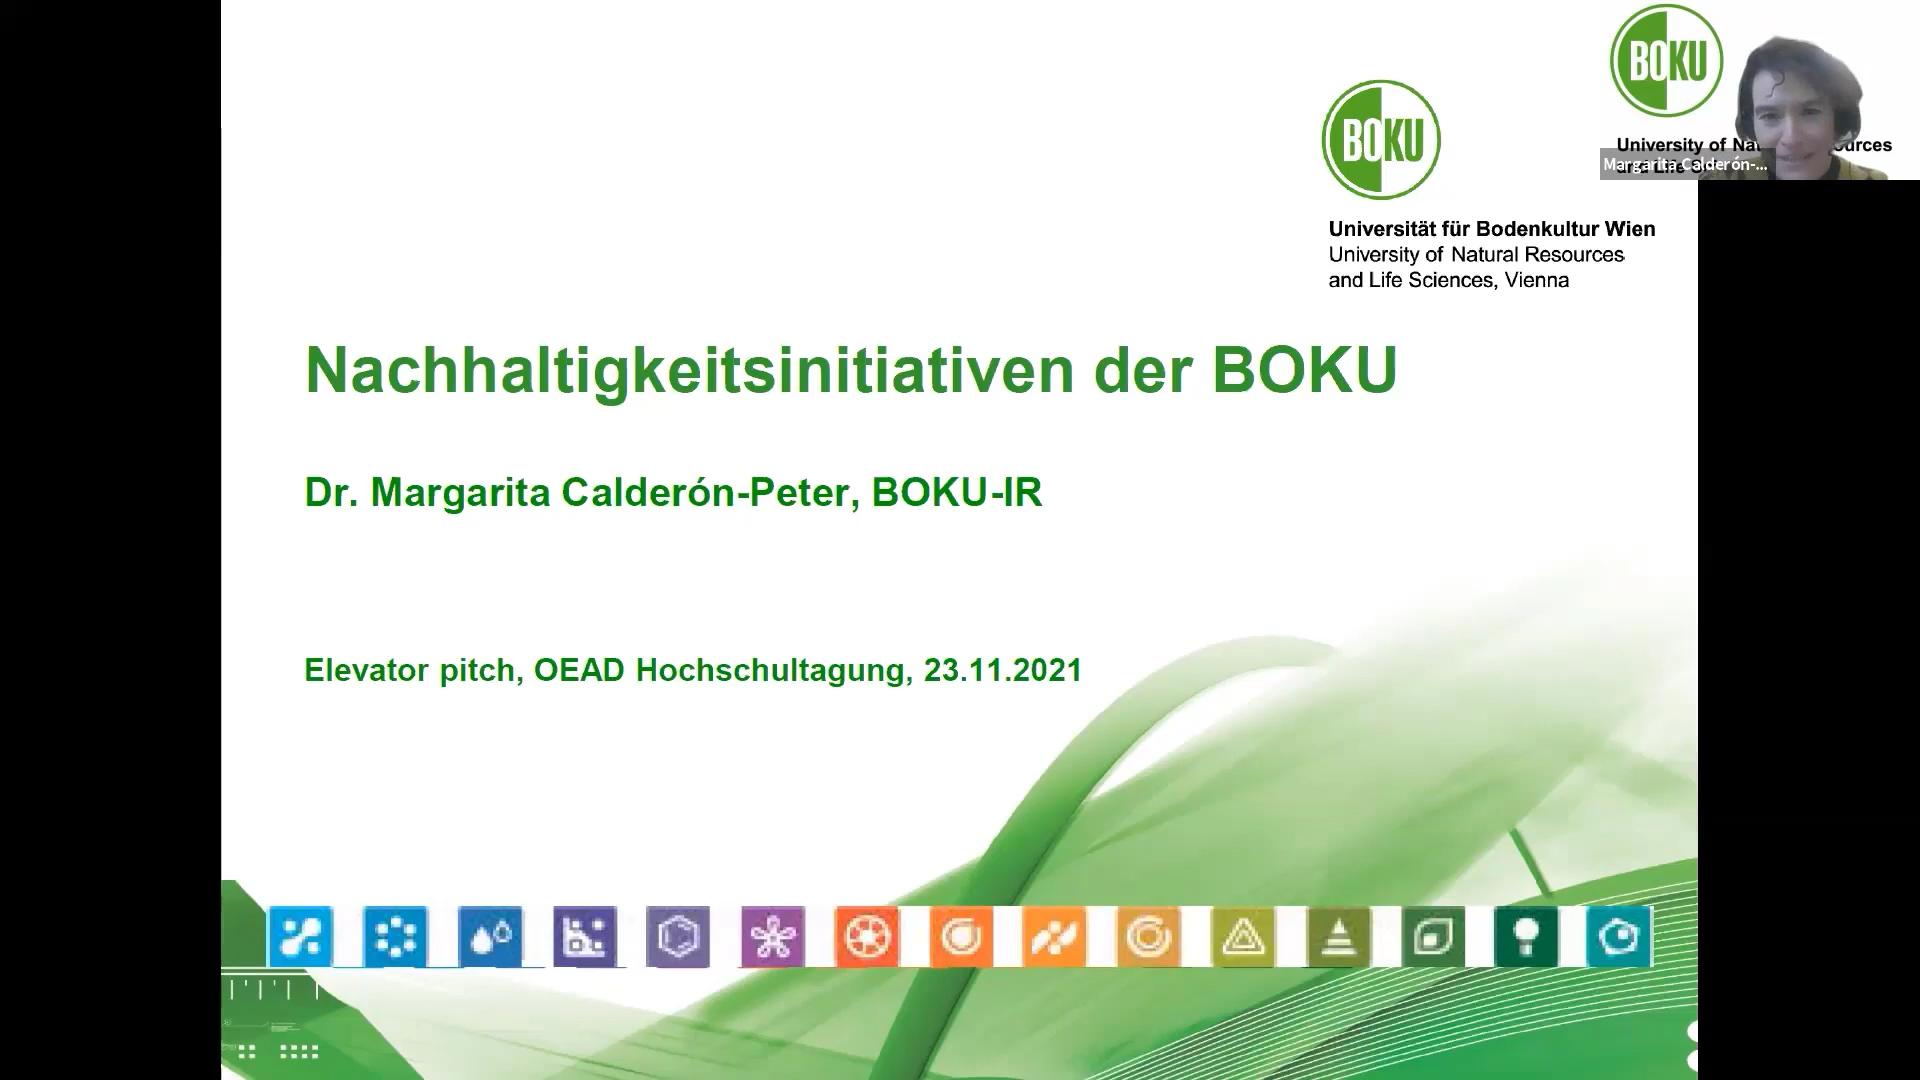 BOKU
BOKU
University of Na
ources
Margarita Calderón-...
Universität für Bodenkultur Wien
University of Natural Resources
and Life Sciences, Vienna
Nachhaltigkeitsinitiativen der BOKU
Dr. Margarita Calderón-Peter, BOKU-IR
Elevator pitch, OEAD Hochschultagung, 23.11.2021